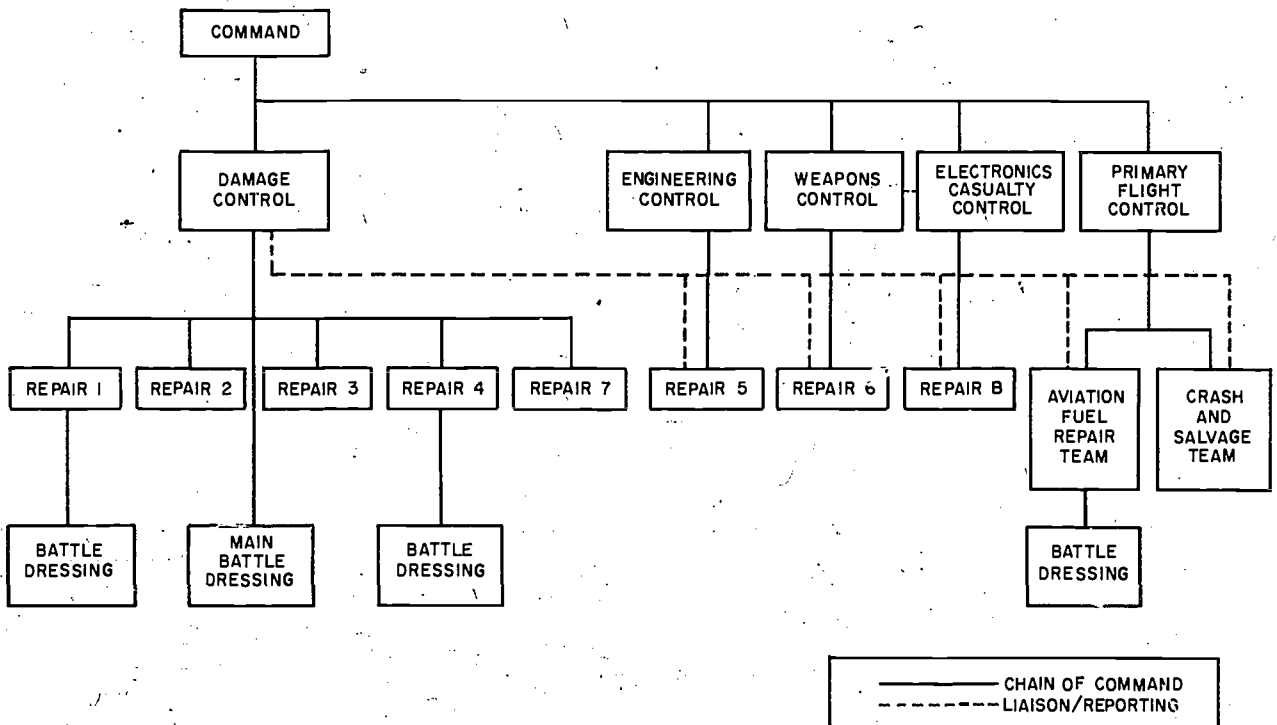 COMMAND
DAMAGE
CONTROL
ENGINEERING
CONTROL
WEAPONS
CONTROL
ELECTRONICS
CASUALTY
CONTROL
PRIMARY
FLIGHT
CONTROL
REPAIR 1
REPAIR 2
REPAIR 3
REPAIR 4
REPAIR 7
REPAIR 5
REPAIR 6
REPAIR 8
AVIATION
FUEL
REPAIR
TEAM
CRASH
AND
SALVAGE
TEAM
BATTLE
DRESSING
MAIN
BATTLE
DRESSING
BATTLE
DRESSING
BATTLE
DRESSING
CHAIN OF COMMAND
LIAISON/REPORTING